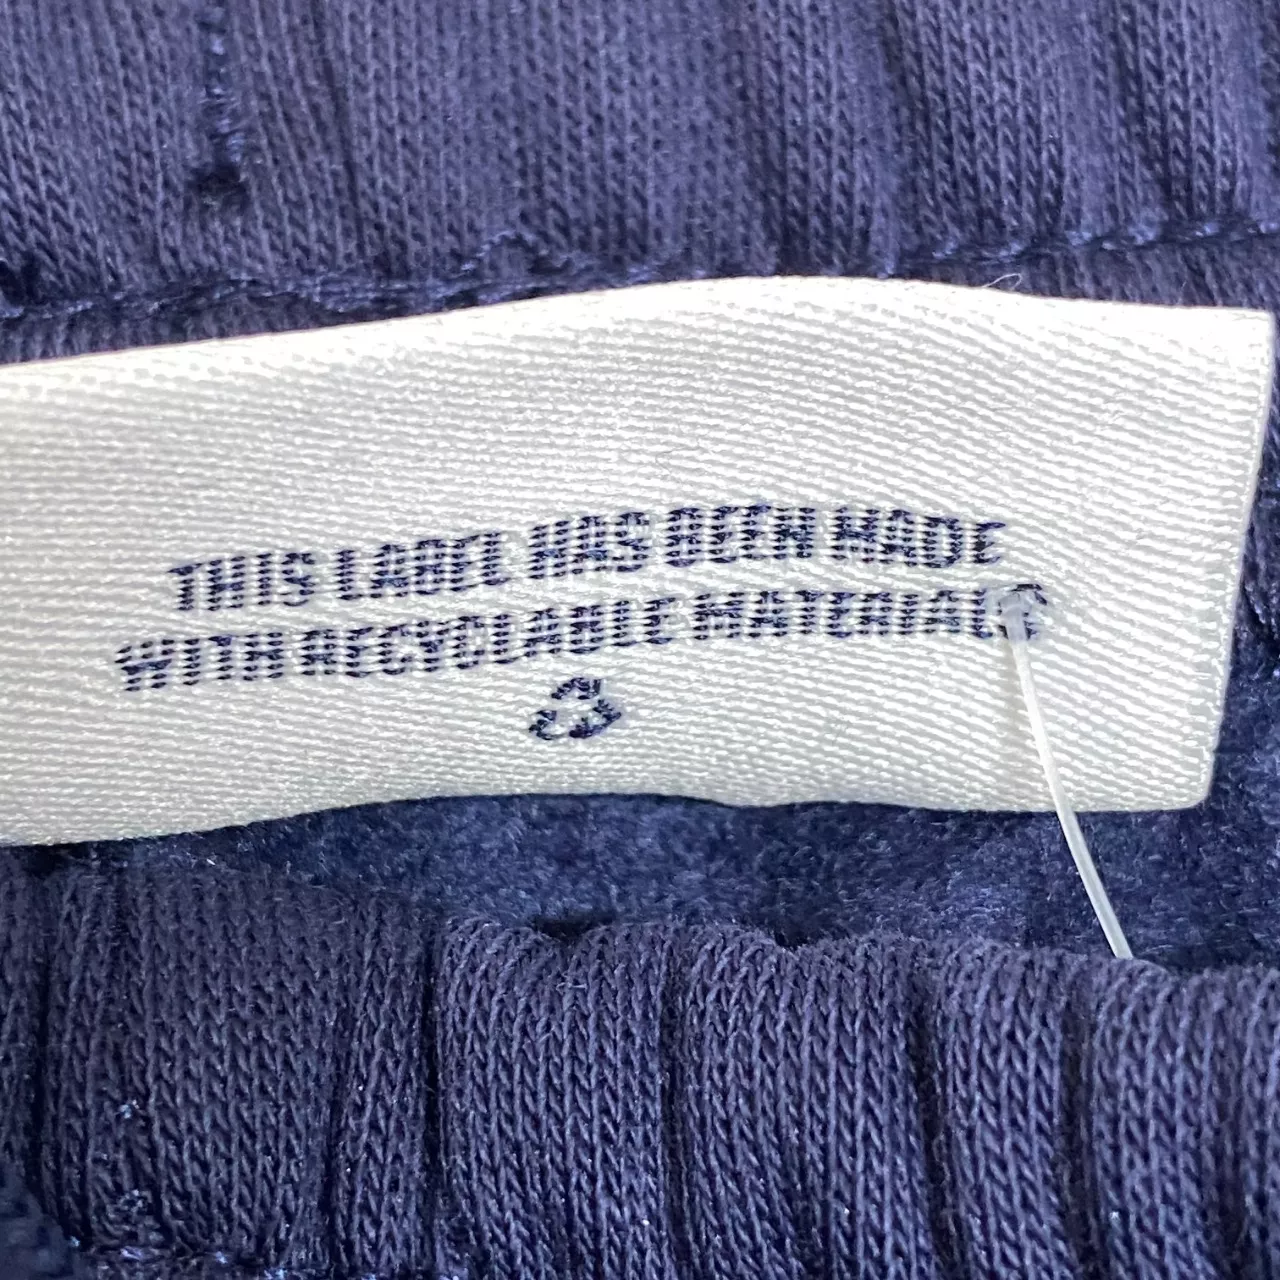 THIS LABEL HAS BEEN MADE
WITH RECYCLABLE MATERIALS